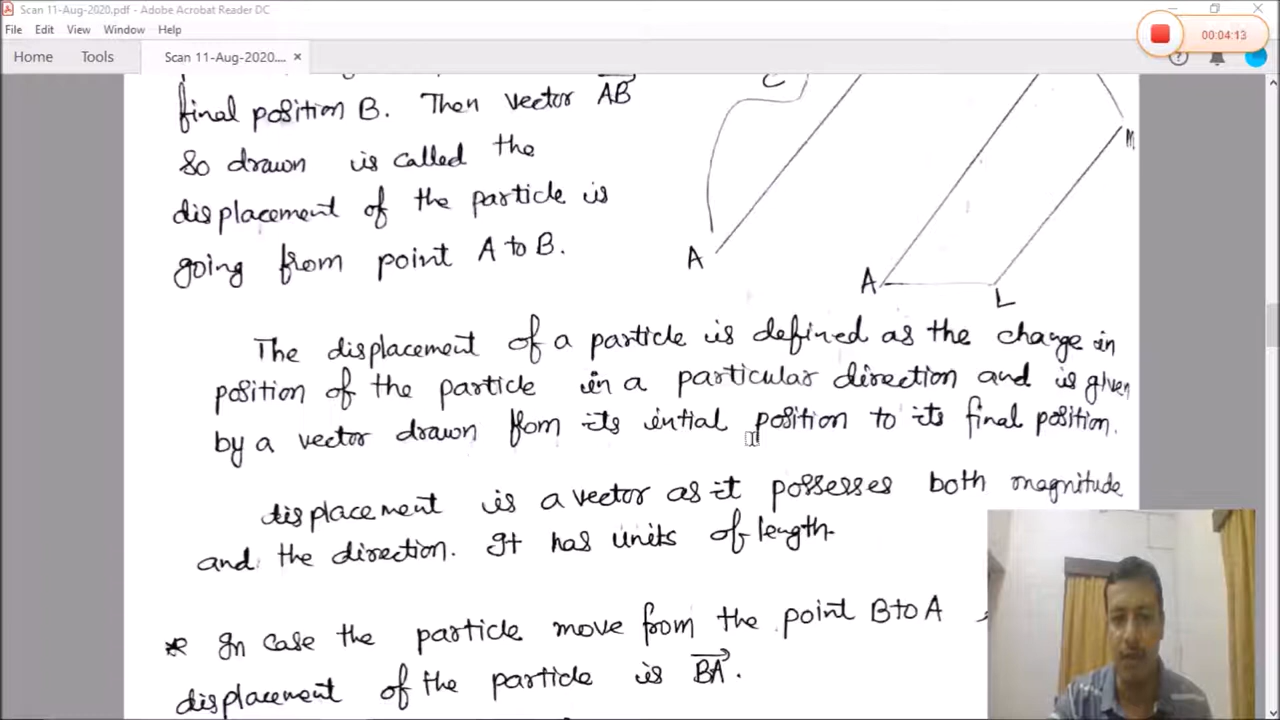 Scan 11-Aug-2020.pdf - Adobe Acrobat Reader DC
File Edit View Window Help
00:04:13
Home Tools Scan 11-Aug-2020.... ×
final position B. Then vector AB
so drawn is called the
displacement of the particle is
going from point A to B.
C
M
A
A
L
The displacement of a particle is defined as the change in
position of the particle in a particular direction and is given
by a vector drawn from its intial position to its final position.
displacement is a vector as it possesses both magnitude
and the direction. It has units of length
* In case the particle move from the point B to A
displacement of the particle is BA.